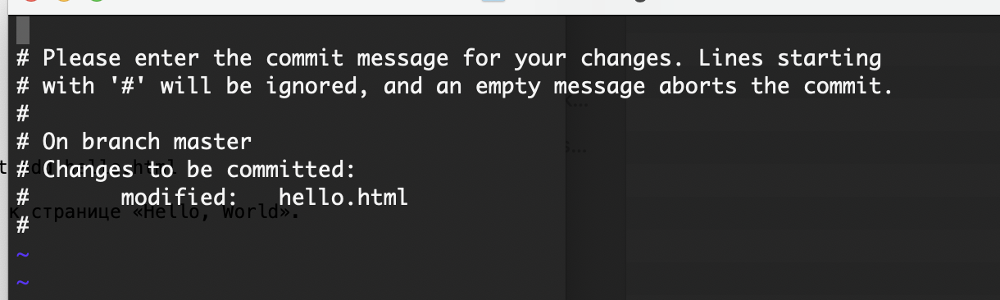 # Please enter the commit message for your changes. Lines starting
# with '#' will be ignored, and an empty message aborts the commit.
#
# On branch master
# Changes to be committed:
#       modified:   hello.html
к странице «Hello, World».
#
~
~